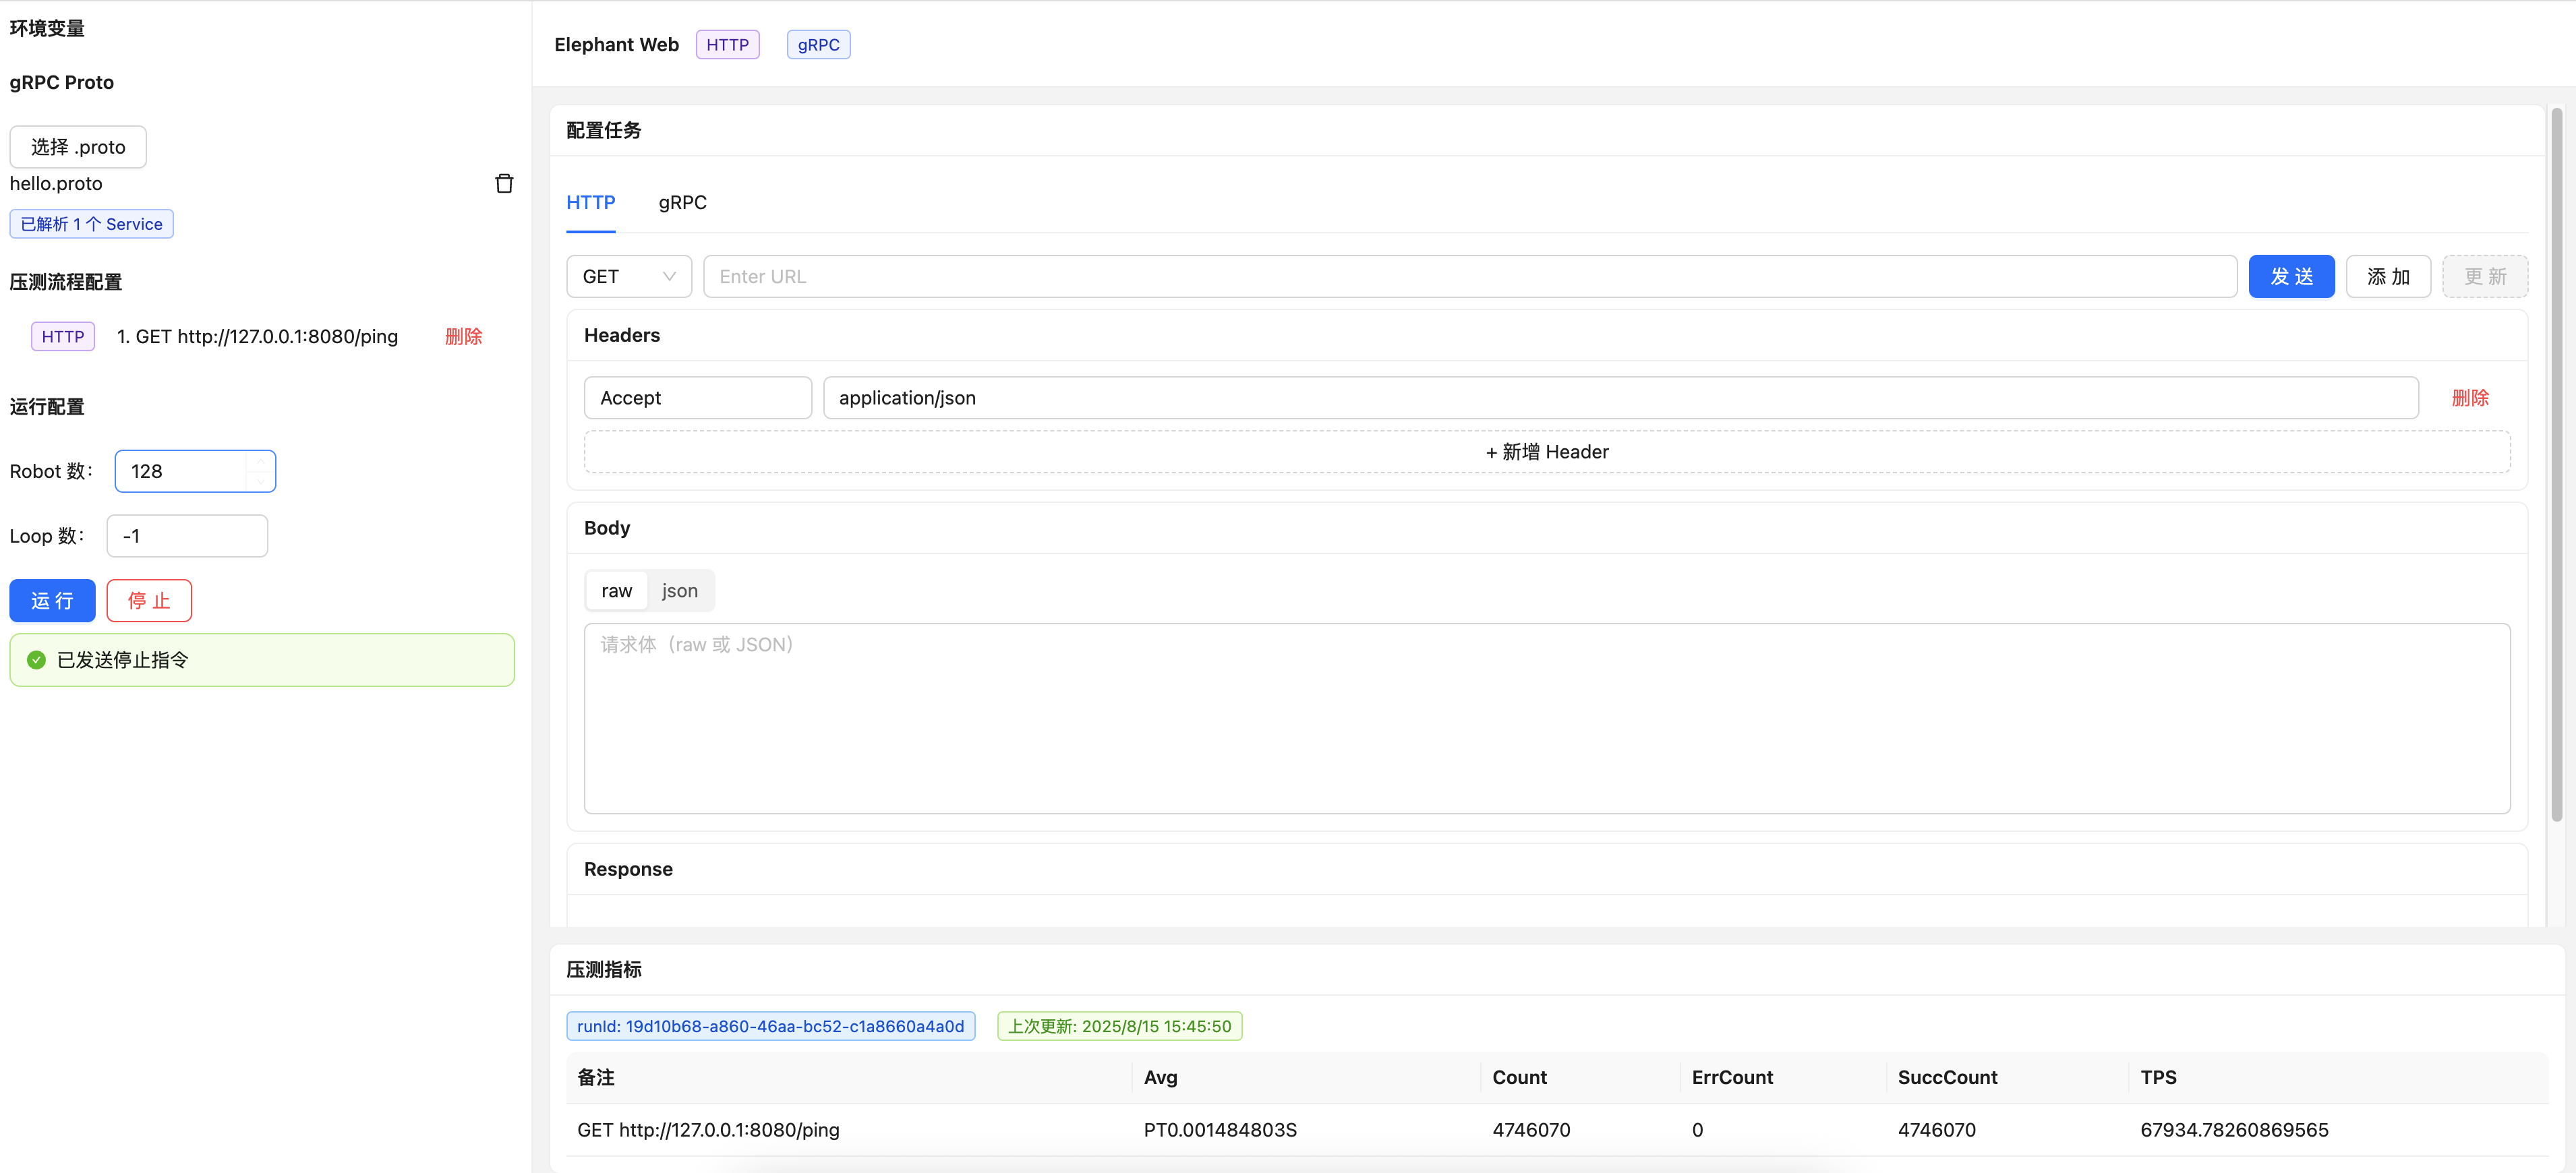 环境变量
gRPC Proto
选择 .proto
hello.proto
已解析 1 个 Service
压测流程配置
HTTP 1. GET http://127.0.0.1:8080/ping 删除
运行配置
Robot 数: 128
Loop 数: -1
运 行 停 止
已发送停止指令
Elephant Web HTTP gRPC
配置任务
HTTP gRPC
GET Enter URL 发 送 添 加 更 新
Headers
Accept application/json 删除
+ 新增 Header
Body
raw json
请求体（raw 或 JSON）
Response
压测指标
runId: 19d10b68-a860-46aa-bc52-c1a8660a4a0d 上次更新: 2025/8/15 15:45:50
备注 Avg Count ErrCount SuccCount TPS
GET http://127.0.0.1:8080/ping PT0.001484803S 4746070 0 4746070 67934.78260869565